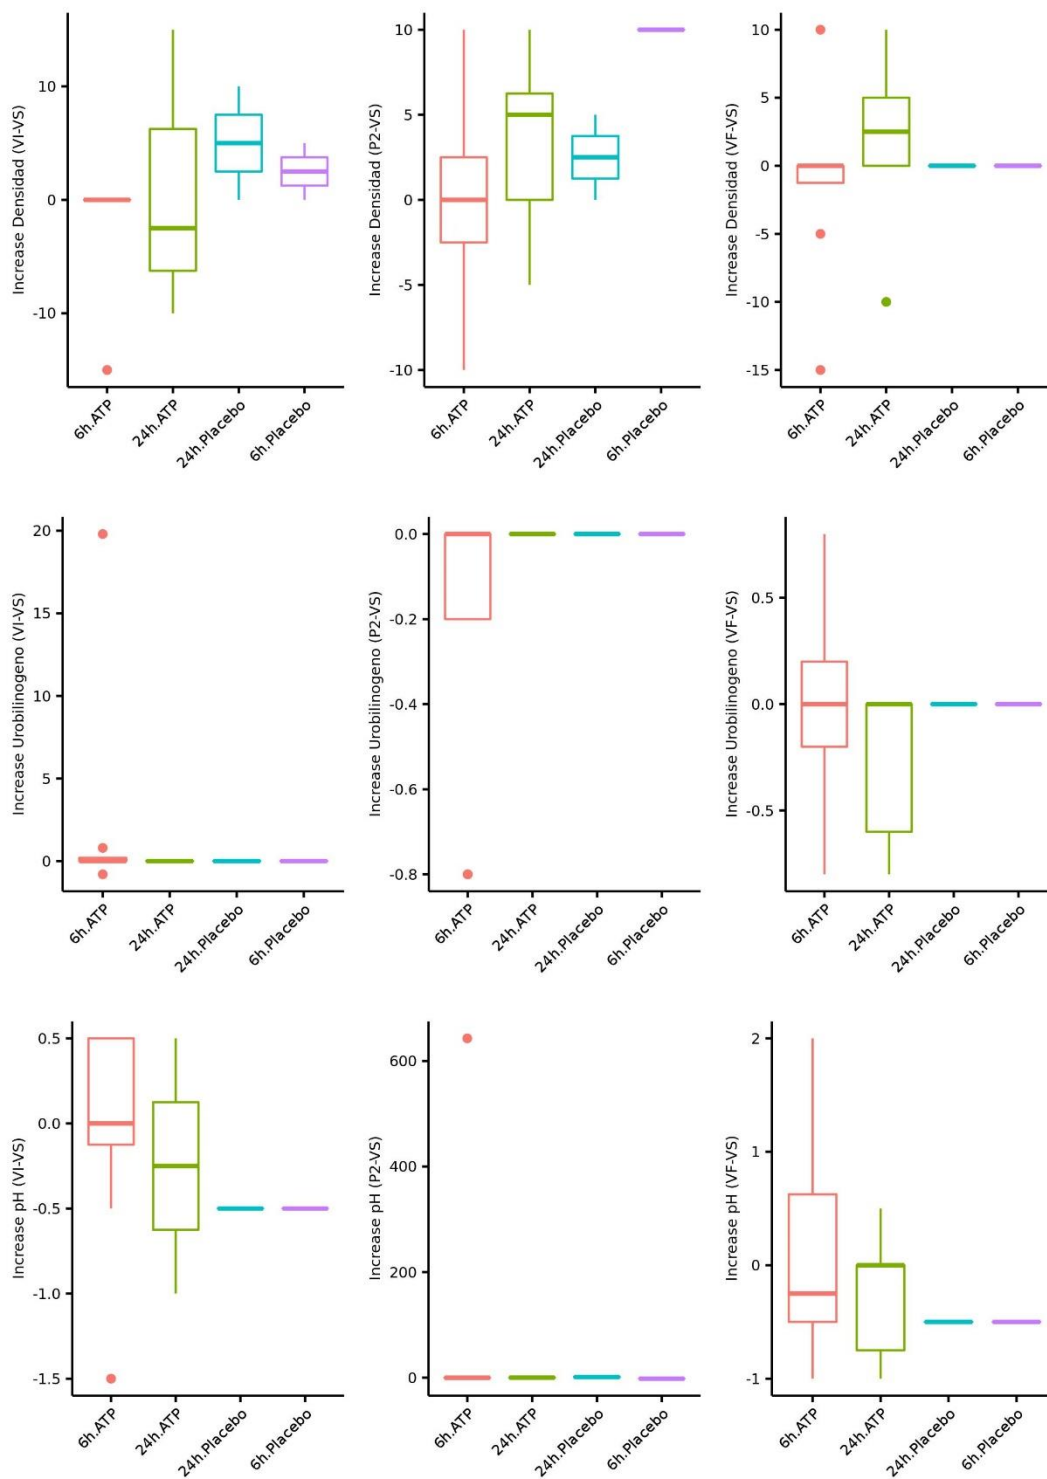 Increase Densidad (VI-VS)
10
0
-10
6h.ATP
24h.ATP
24h.Placebo
6h.Placebo
Increase Densidad (P2-VS)
10
5
0
-5
-10
6h.ATP
24h.ATP
24h.Placebo
6h.Placebo
Increase Densidad (VF-VS)
10
5
0
-5
-10
-15
6h.ATP
24h.ATP
24h.Placebo
6h.Placebo
Increase Urobilinogeno (VI-VS)
20
15
10
5
0
6h.ATP
24h.ATP
24h.Placebo
6h.Placebo
Increase Urobilinogeno (P2-VS)
0.0
-0.2
-0.4
-0.6
-0.8
6h.ATP
24h.ATP
24h.Placebo
6h.Placebo
Increase Urobilinogeno (VF-VS)
0.5
0.0
-0.5
6h.ATP
24h.ATP
24h.Placebo
6h.Placebo
Increase pH (VI-VS)
0.5
0.0
-0.5
-1.0
-1.5
6h.ATP
24h.ATP
24h.Placebo
6h.Placebo
Increase pH (P2-VS)
600
400
200
0
6h.ATP
24h.ATP
24h.Placebo
6h.Placebo
Increase pH (VF-VS)
2
1
0
-1
6h.ATP
24h.ATP
24h.Placebo
6h.Placebo